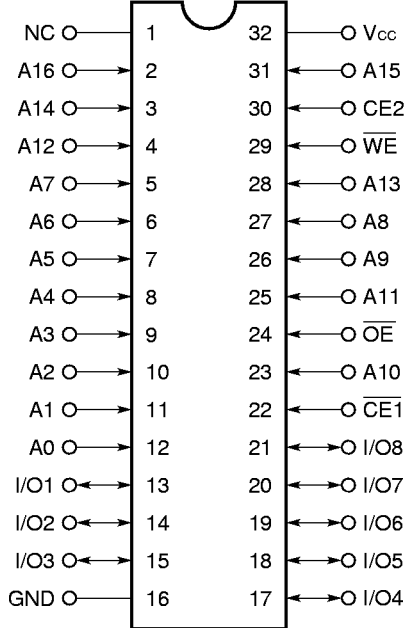 NC 1 32 Vcc
A16 2 31 A15
A14 3 30 CE2
A12 4 29 W̅E̅
A7 5 28 A13
A6 6 27 A8
A5 7 26 A9
A4 8 25 A11
A3 9 24 O̅E̅
A2 10 23 A10
A1 11 22 C̅E̅1̅
A0 12 21 I/O8
I/O1 13 20 I/O7
I/O2 14 19 I/O6
I/O3 15 18 I/O5
GND 16 17 I/O4